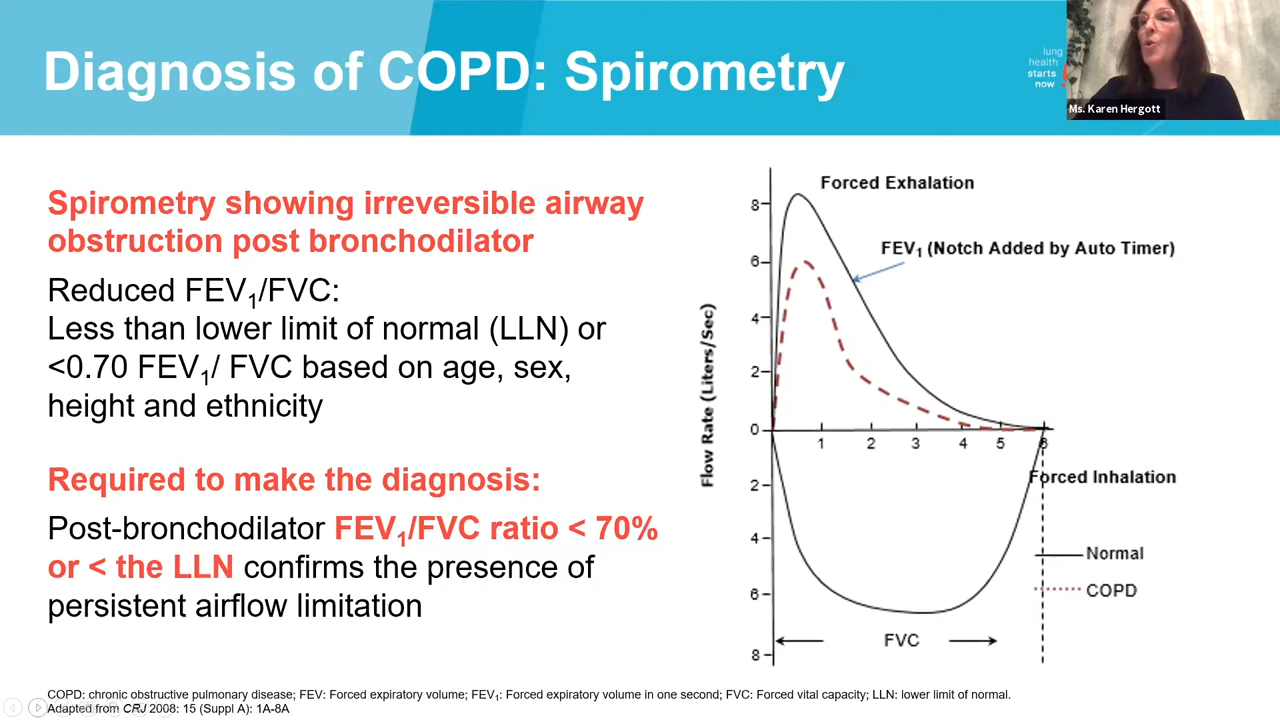 Diagnosis of COPD: Spirometry
lung
health
starts
now
Ms. Karen Hergott
Spirometry showing irreversible airway
obstruction post bronchodilator
Reduced FEV1/FVC:
Less than lower limit of normal (LLN) or
<0.70 FEV1/ FVC based on age, sex,
height and ethnicity
Required to make the diagnosis:
Post-bronchodilator FEV1/FVC ratio < 70%
or < the LLN confirms the presence of
persistent airflow limitation
Forced Exhalation
FEV1 (Notch Added by Auto Timer)
Flow Rate (Liters/Sec)
8
6
4
2
0
1 2 3 4 5 6
2
4
6
8
Forced Inhalation
Normal
COPD
FVC
COPD: chronic obstructive pulmonary disease; FEV: Forced expiratory volume; FEV1: Forced expiratory volume in one second; FVC: Forced vital capacity; LLN: lower limit of normal.
Adapted from CRJ 2008: 15 (Suppl A): 1A-8A